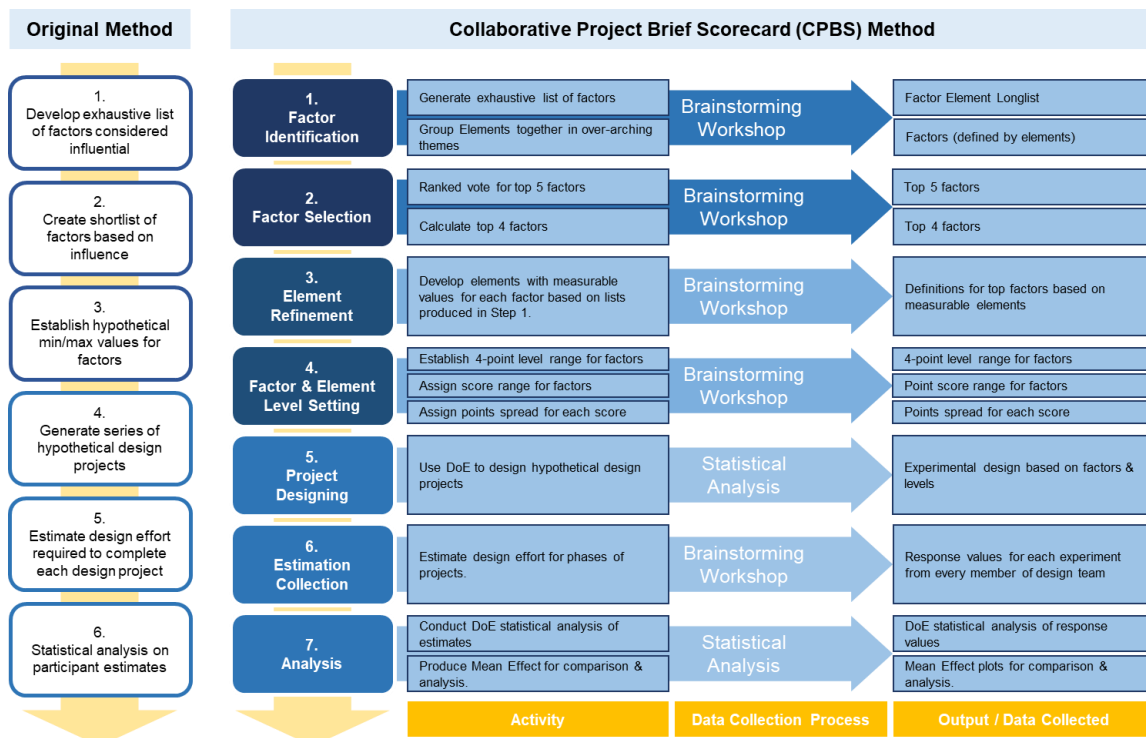 Original Method
Collaborative Project Brief Scorecard (CPBS) Method
1.
Develop exhaustive list
of factors considered
influential
2.
Create shortlist of
factors based on
influence
3.
Establish hypothetical
min/max values for
factors
4.
Generate series of
hypothetical design
projects
5.
Estimate design effort
required to complete
each design project
6.
Statistical analysis on
participant estimates
1.
Factor
Identification
Generate exhaustive list of factors
Group Elements together in over-arching
themes
Brainstorming
Workshop
Factor Element Longlist
Factors (defined by elements)
2.
Factor Selection
Ranked vote for top 5 factors
Calculate top 4 factors
Brainstorming
Workshop
Top 5 factors
Top 4 factors
3.
Element
Refinement
Develop elements with measurable
values for each factor based on lists
produced in Step 1.
Brainstorming
Workshop
Definitions for top factors based on
measurable elements
4.
Factor & Element
Level Setting
Establish 4-point level range for factors
Assign score range for factors
Assign points spread for each score
Brainstorming
Workshop
4-point level range for factors
Point score range for factors
Points spread for each score
5.
Project
Designing
Use DoE to design hypothetical design
projects
Statistical
Analysis
Experimental design based on factors &
levels
6.
Estimation
Collection
Estimate design effort for phases of
projects.
Brainstorming
Workshop
Response values for each experiment
from every member of design team
7.
Analysis
Conduct DoE statistical analysis of
estimates
Produce Mean Effect for comparison &
analysis.
Statistical
Analysis
DoE statistical analysis of response
values
Mean Effect plots for comparison &
analysis.
Activity
Data Collection Process
Output / Data Collected